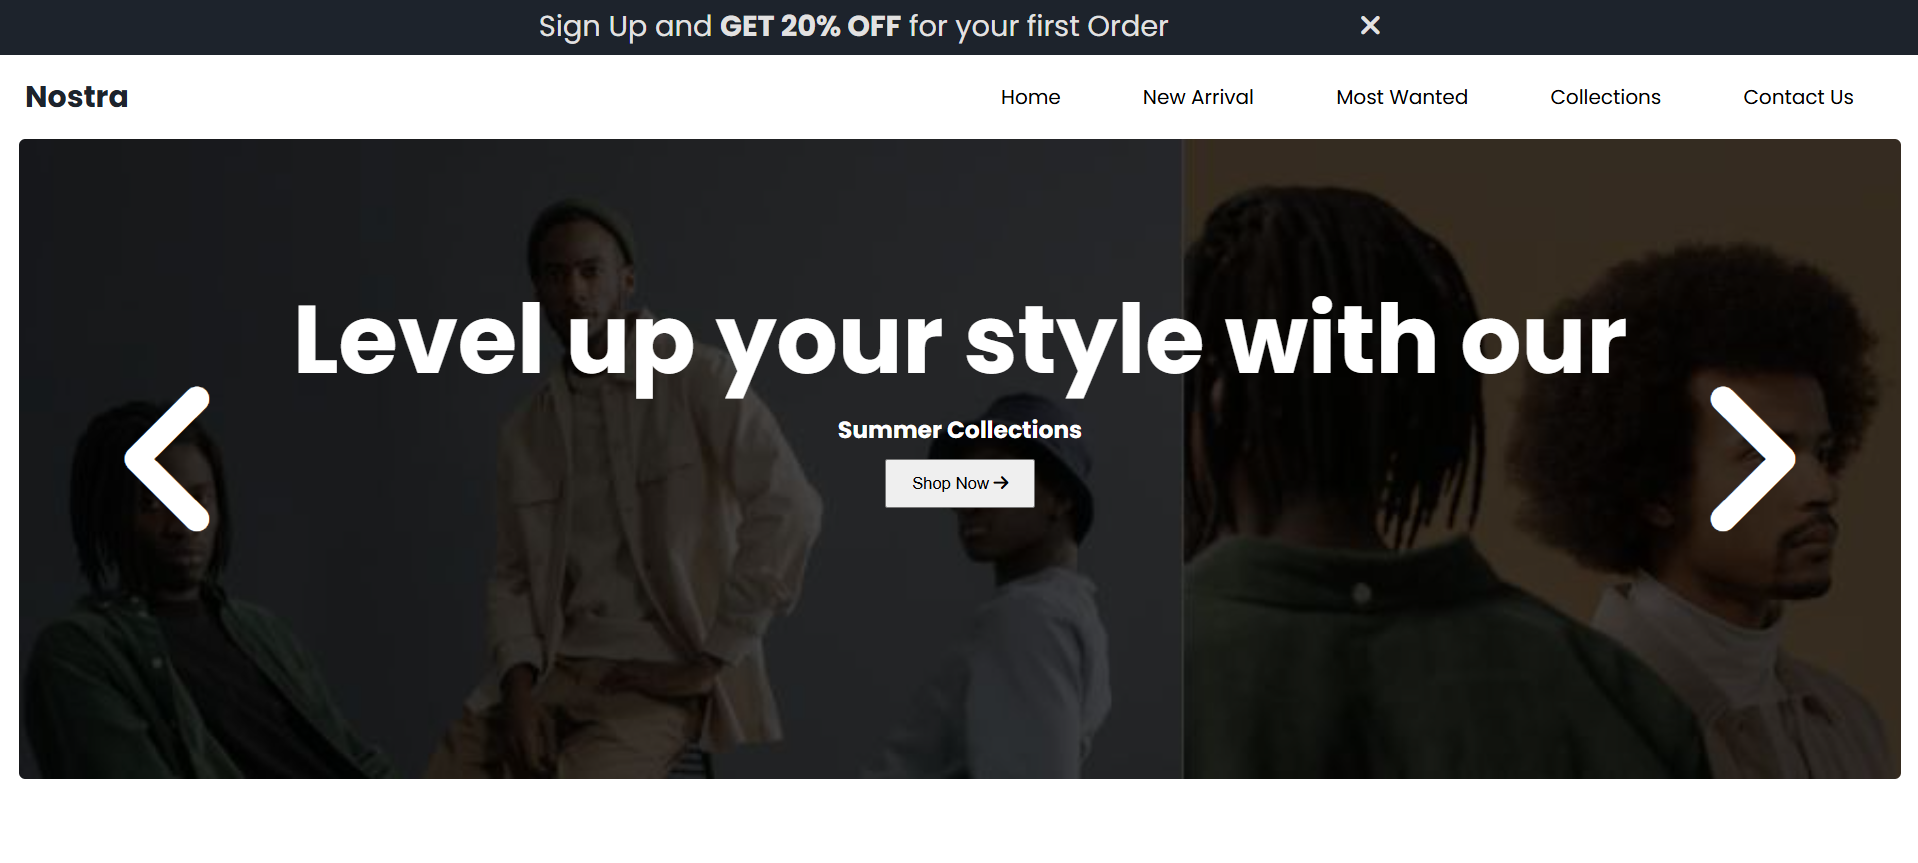 Sign Up and GET 20% OFF for your first Order
Nostra
Home New Arrival Most Wanted Collections Contact Us
Level up your style with our
Summer Collections
Shop Now